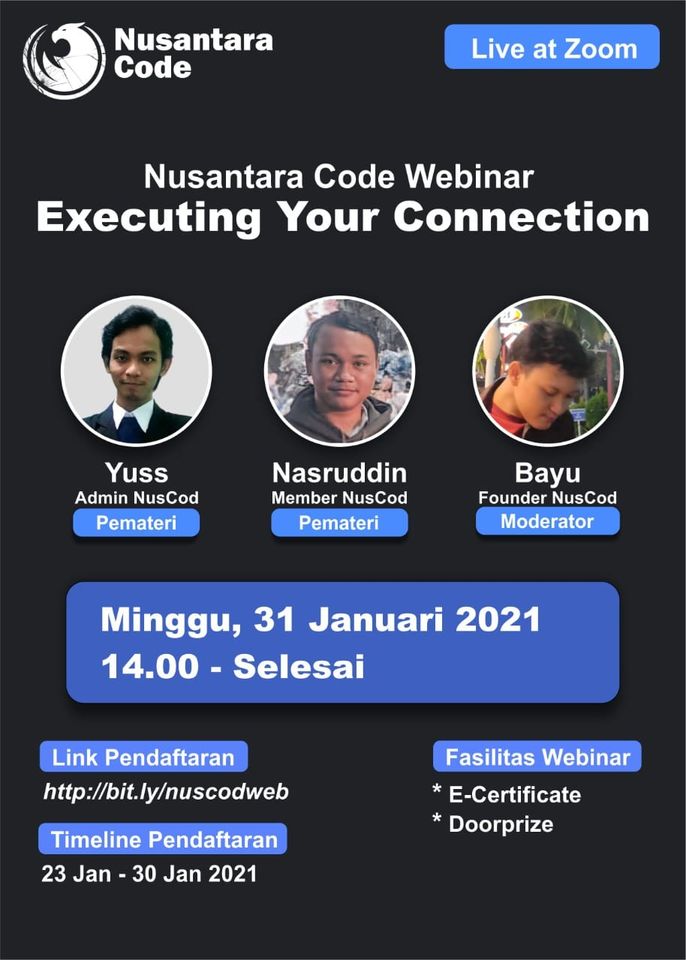 Nusantara
Code
Live at Zoom
Nusantara Code Webinar
Executing Your Connection
Yuss
Admin NusCod
Pemateri
Nasruddin
Member NusCod
Pemateri
Bayu
Founder NusCod
Moderator
Minggu, 31 Januari 2021
14.00 - Selesai
Link Pendaftaran
http://bit.ly/nuscodweb
Timeline Pendaftaran
23 Jan - 30 Jan 2021
Fasilitas Webinar
* E-Certificate
* Doorprize